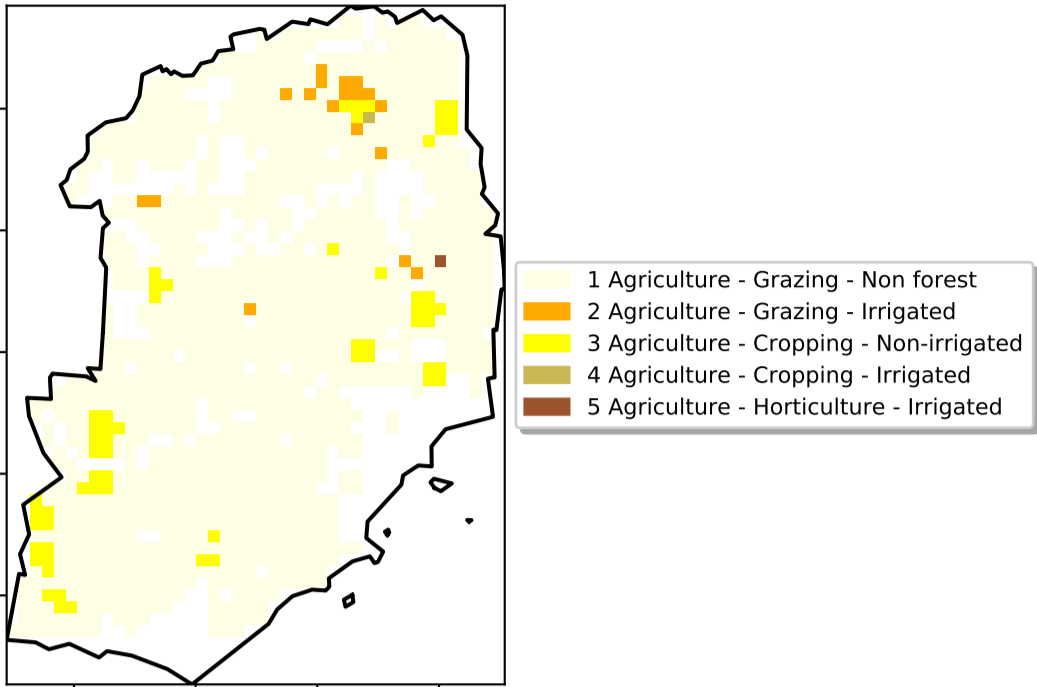 1 Agriculture - Grazing - Non forest
2 Agriculture - Grazing - Irrigated
3 Agriculture - Cropping - Non-irrigated
4 Agriculture - Cropping - Irrigated
5 Agriculture - Horticulture - Irrigated